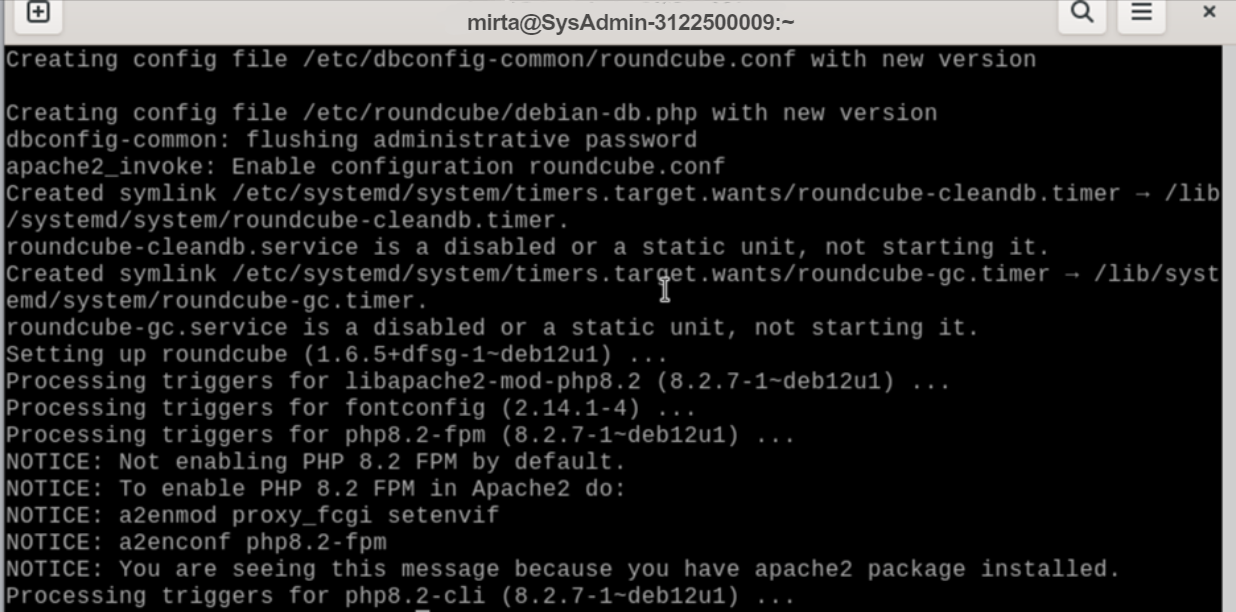 mirta@SysAdmin-3122500009:~
Creating config file /etc/dbconfig-common/roundcube.conf with new version
Creating config file /etc/roundcube/debian-db.php with new version
dbconfig-common: flushing administrative password
apache2_invoke: Enable configuration roundcube.conf
Created symlink /etc/systemd/system/timers.target.wants/roundcube-cleandb.timer → /lib
/systemd/system/roundcube-cleandb.timer.
roundcube-cleandb.service is a disabled or a static unit, not starting it.
Created symlink /etc/systemd/system/timers.target.wants/roundcube-gc.timer → /lib/syst
emd/system/roundcube-gc.timer.
roundcube-gc.service is a disabled or a static unit, not starting it.
Setting up roundcube (1.6.5+dfsg-1~deb12u1) ...
Processing triggers for libapache2-mod-php8.2 (8.2.7-1~deb12u1) ...
Processing triggers for fontconfig (2.14.1-4) ...
Processing triggers for php8.2-fpm (8.2.7-1~deb12u1) ...
NOTICE: Not enabling PHP 8.2 FPM by default.
NOTICE: To enable PHP 8.2 FPM in Apache2 do:
NOTICE: a2enmod proxy_fcgi setenvif
NOTICE: a2enconf php8.2-fpm
NOTICE: You are seeing this message because you have apache2 package installed.
Processing triggers for php8.2-cli (8.2.7-1~deb12u1) ...